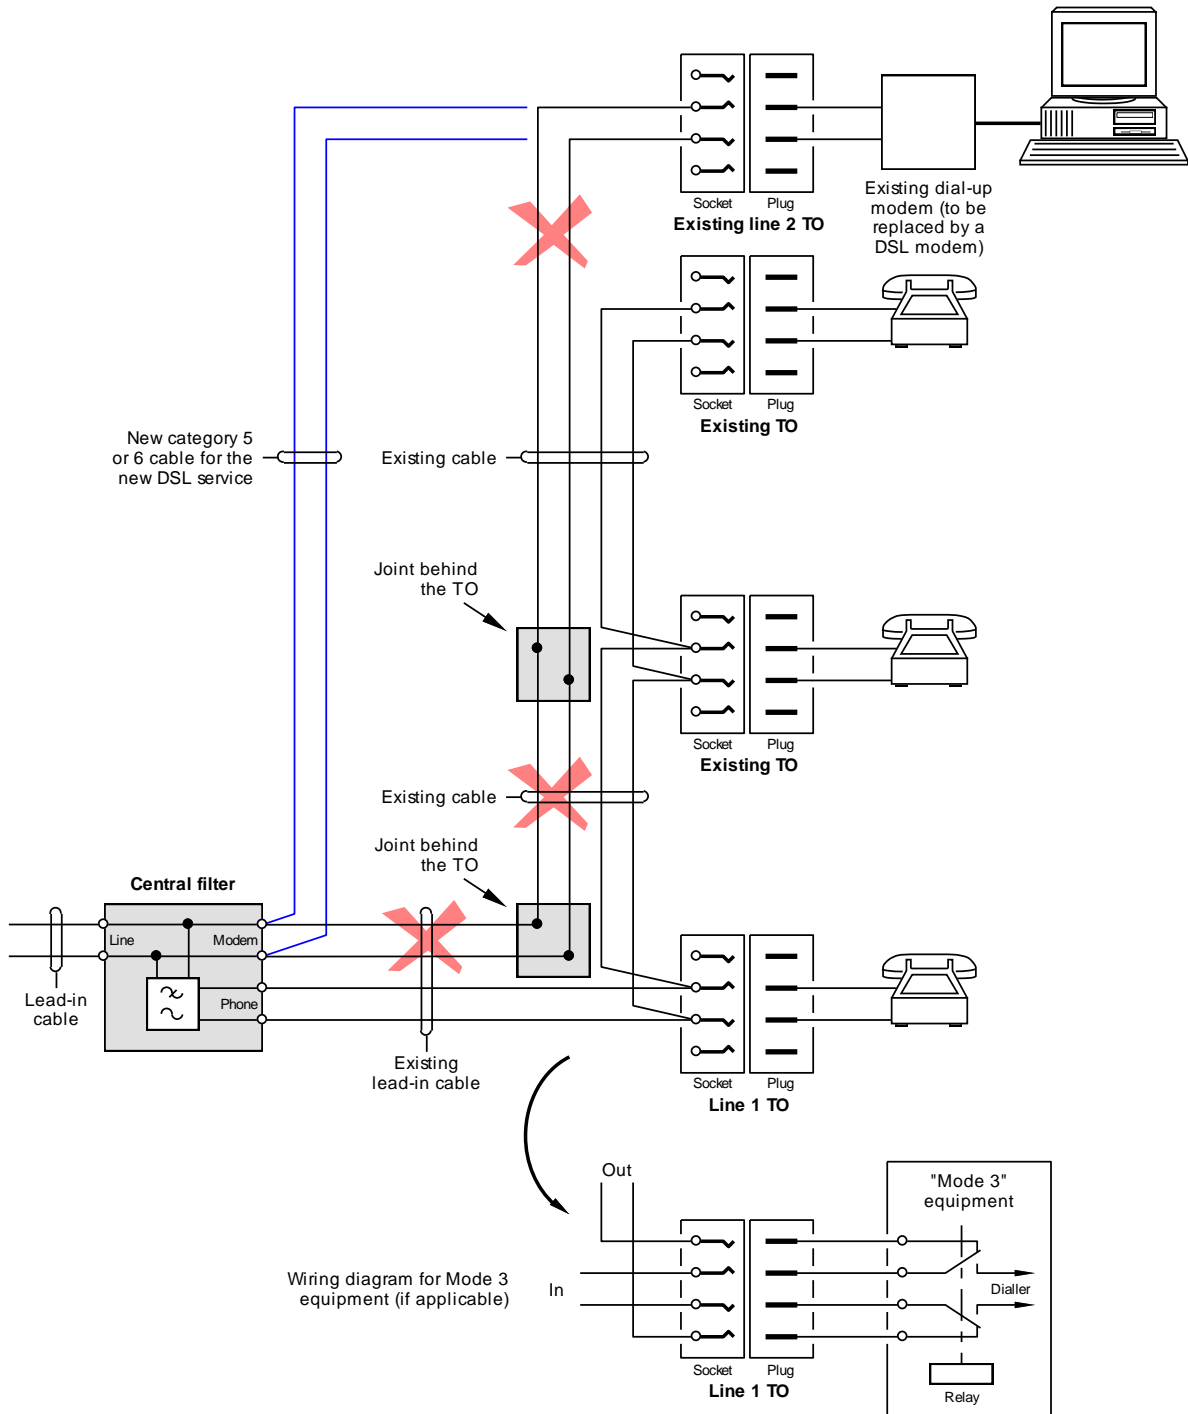 Socket
Plug
Existing line 2 TO
Existing dial-up
modem (to be
replaced by a
DSL modem)
Socket
Plug
Existing TO
New category 5
or 6 cable for the
new DSL service
Existing cable
Joint behind
the TO
Socket
Plug
Existing TO
Existing cable
Joint behind
the TO
Central filter
Line
Modem
Phone
Lead-in
cable
Existing
lead-in cable
Socket
Plug
Line 1 TO
Out
"Mode 3"
equipment
Wiring diagram for Mode 3
equipment (if applicable)
In
Dialler
Socket
Plug
Line 1 TO
Relay